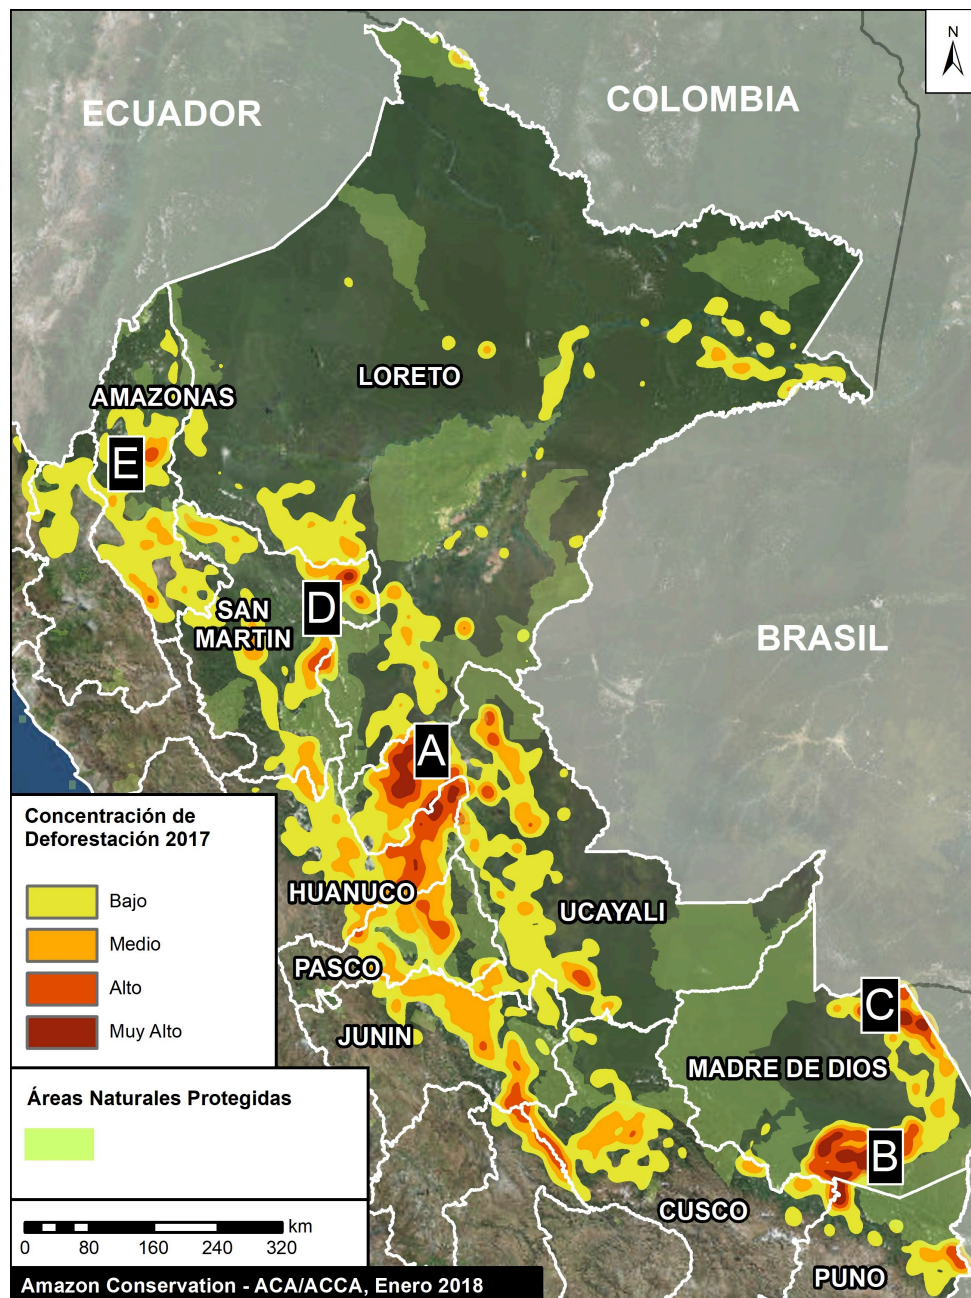 N
COLOMBIA
ECUADOR
LORETO
AMAZONAS
E
D
SAN
MARTIN
BRASIL
A
Concentración de
Deforestación 2017
Bajo
Medio
Alto
Muy Alto
HUANUCO
UCAYALI
PASCO
C
JUNIN
MADRE DE DIOS
Áreas Naturales Protegidas
B
CUSCO
km
0 80 160 240 320
PUNO
Amazon Conservation - ACA/ACCA, Enero 2018